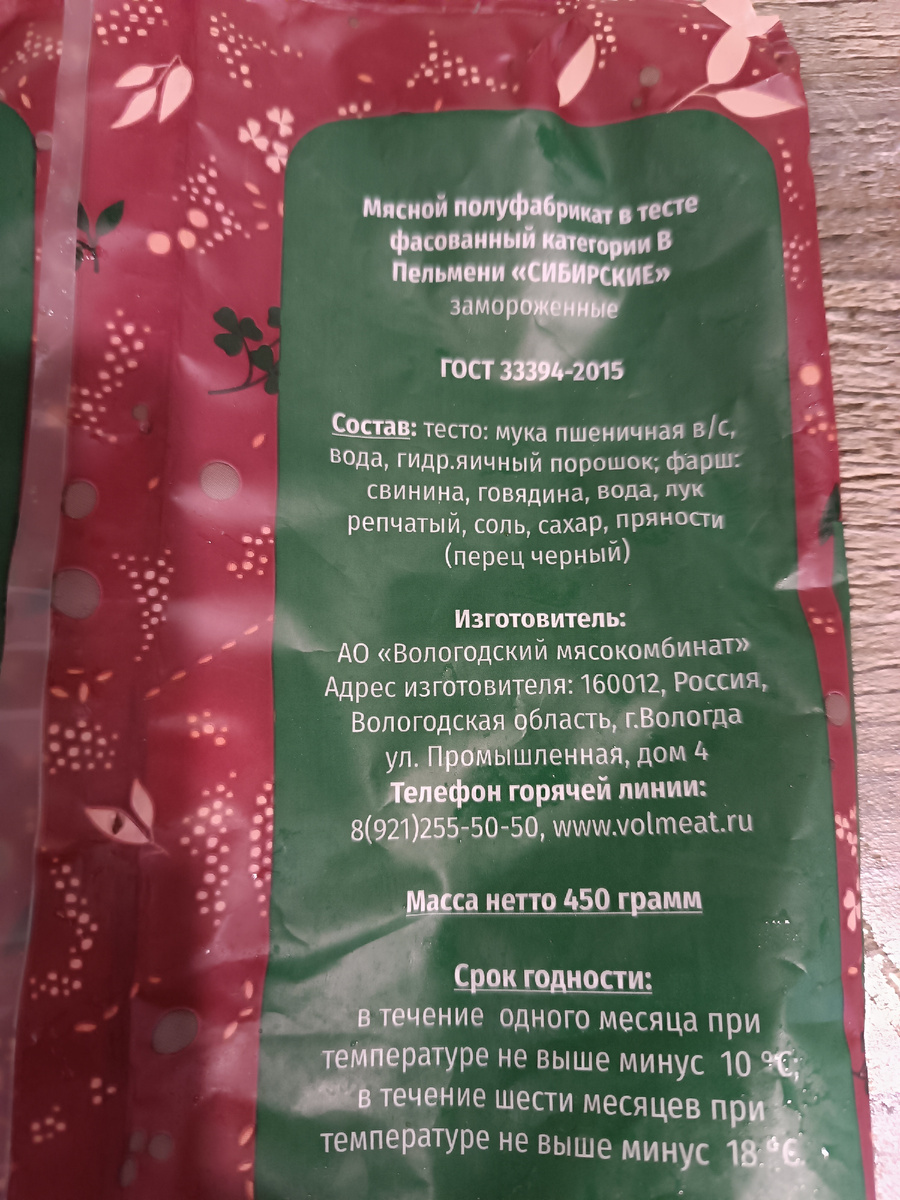 Мясной полуфабрикат в тесте
фасованный категории В
Пельмени «СИБИРСКИЕ»
замороженные
ГОСТ 33394-2015
Состав: тесто: мука пшеничная в/с,
вода, гидр.яичный порошок; фарш:
свинина, говядина, вода, лук
репчатый, соль, сахар, пряности
(перец черный)
Изготовитель:
АО «Вологодский мясокомбинат»
Адрес изготовителя: 160012, Россия,
Вологодская область, г.Вологда
ул. Промышленная, дом 4
Телефон горячей линии:
8(921)255-50-50, www.volmeat.ru
Масса нетто 450 грамм
Срок годности:
в течение одного месяца при
температуре не выше минус 10 °С;
в течение шести месяцев при
температуре не выше минус 18 °С.